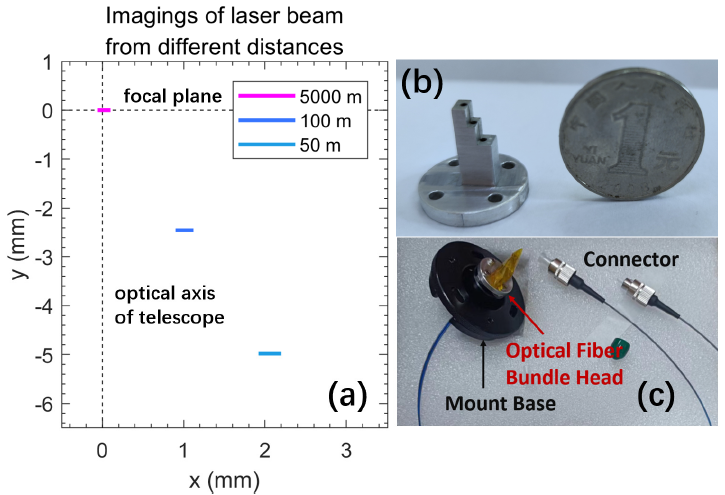 Imagings of laser beam
from different distances
1
0
-1
-2
-3
-4
-5
-6
y (mm)
focal plane
5000 m
100 m
50 m
optical axis
of telescope
(a)
0
1
2
3
x (mm)
(b)
1
YI
YUAN
元
(c)
Connector
Optical Fiber
Bundle Head
Mount Base